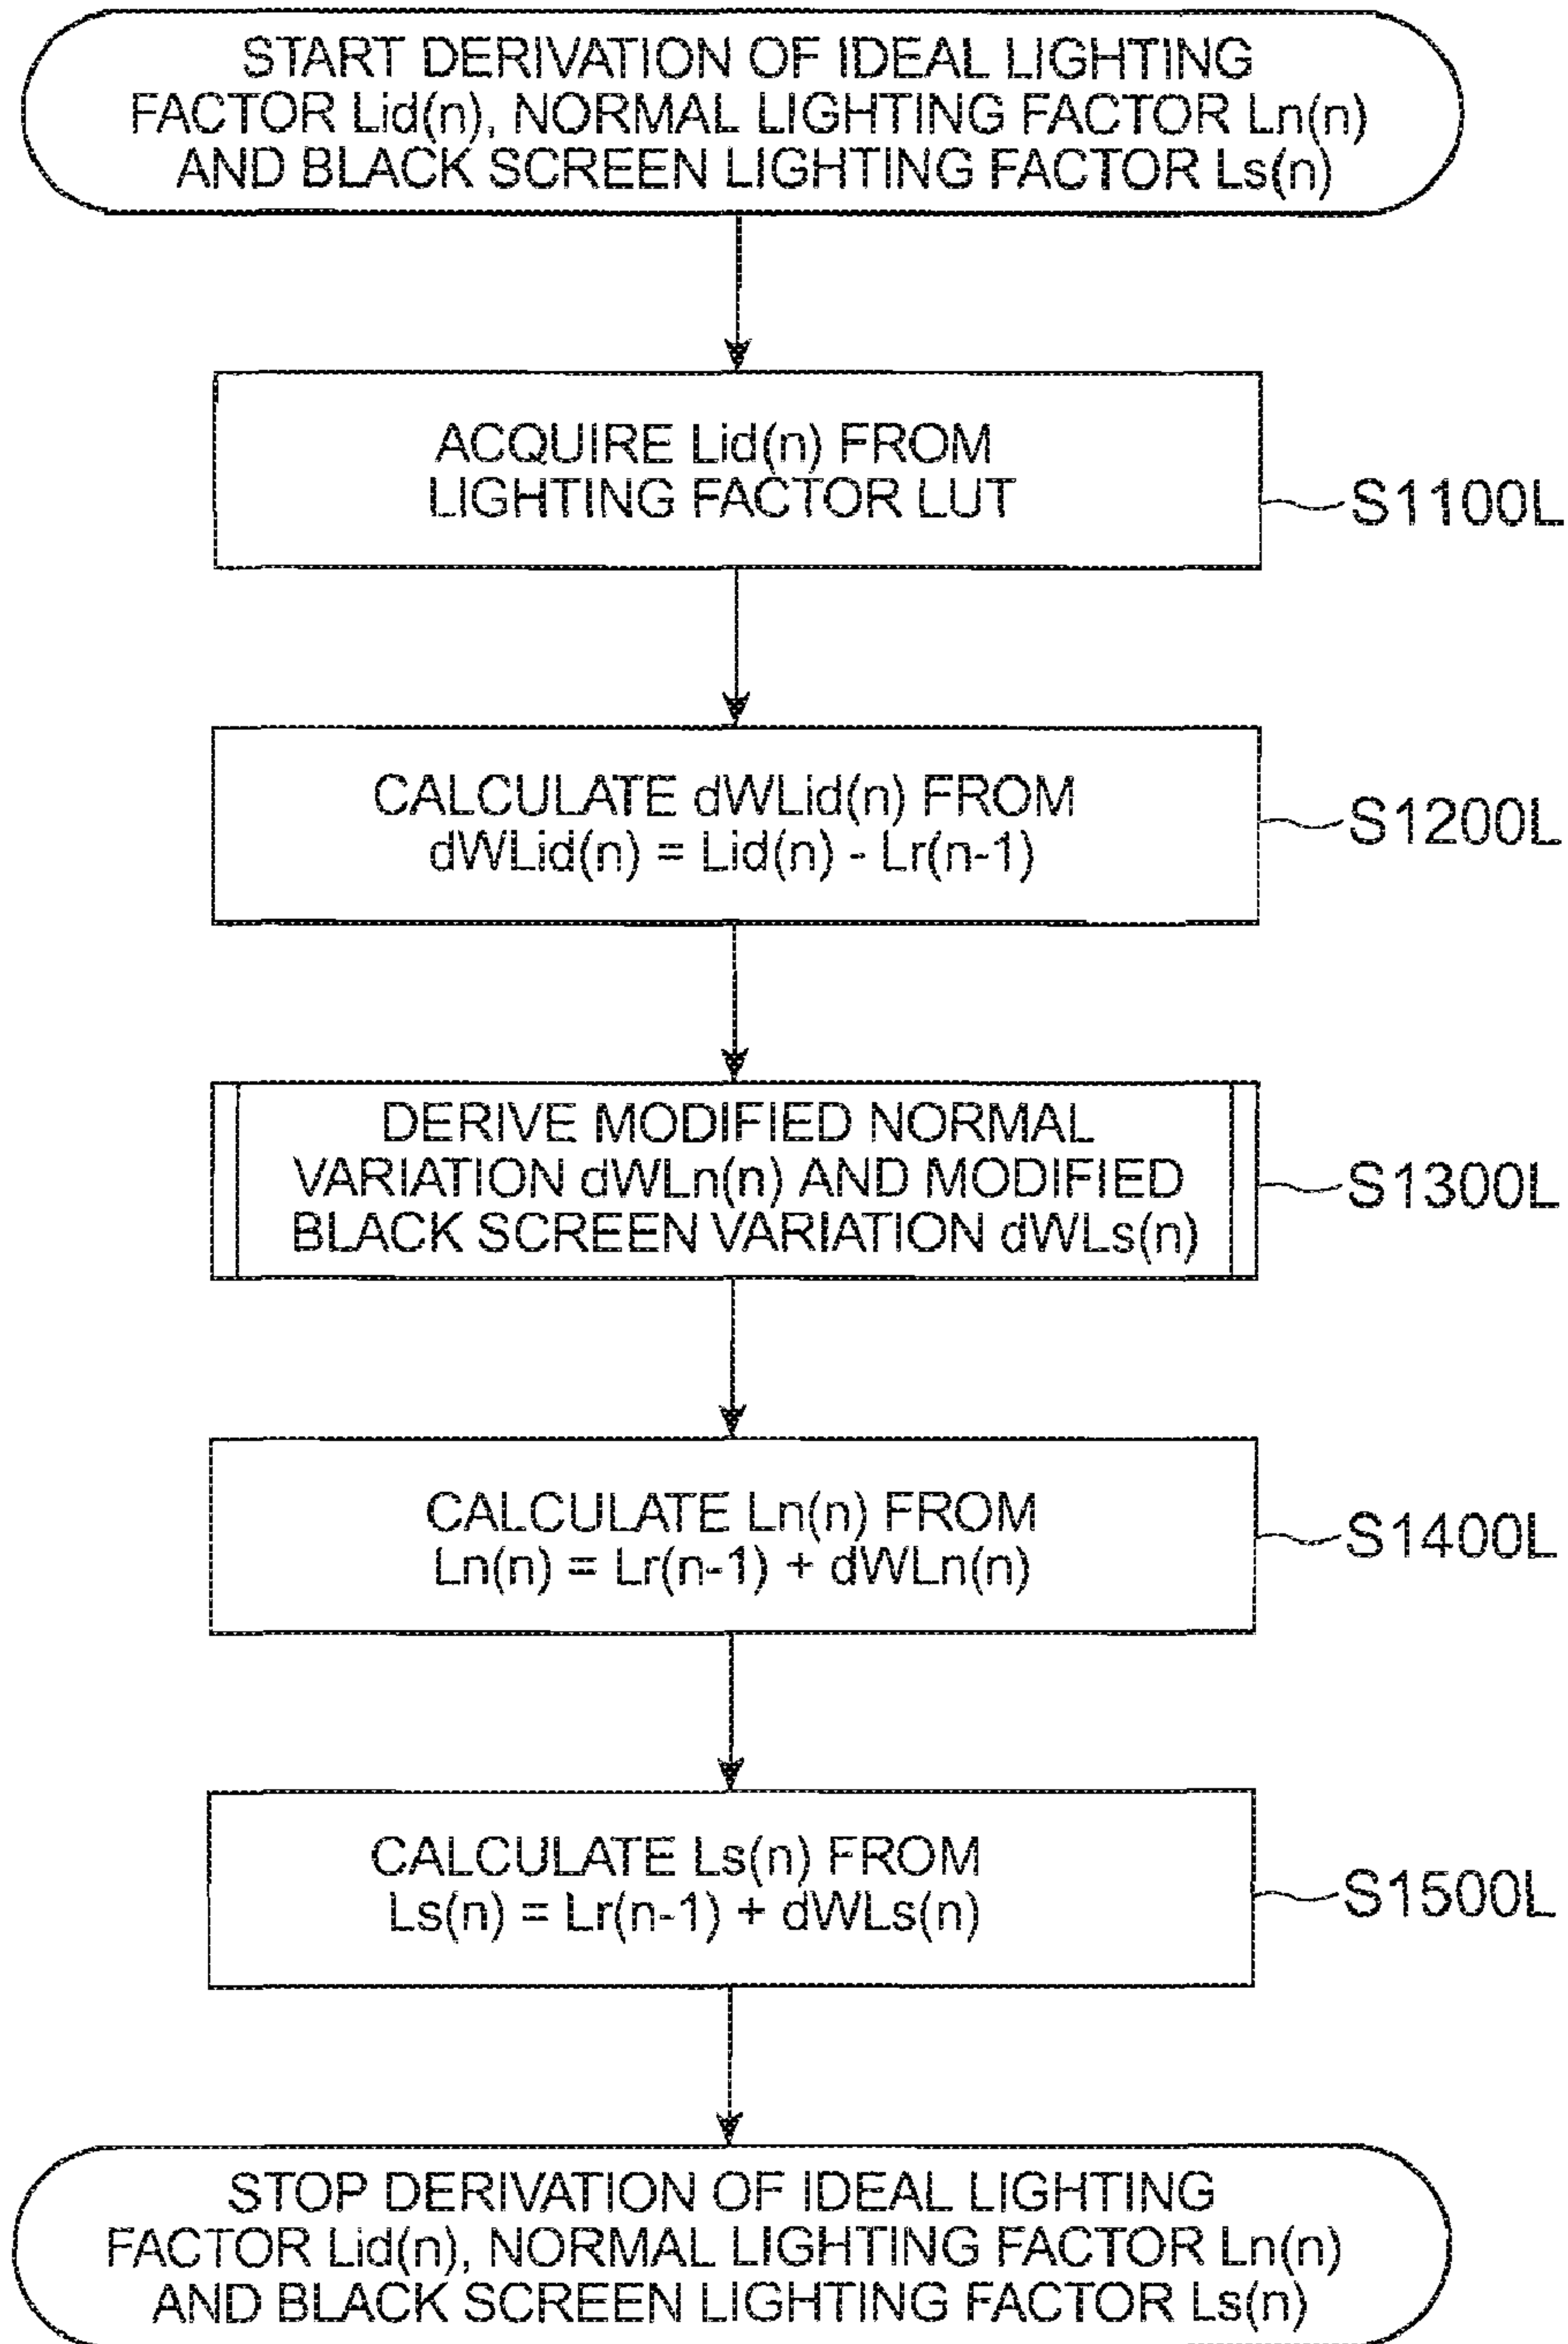 START DERIVATION OF IDEAL LIGHTING
FACTOR Lid(n), NORMAL LIGHTING FACTOR Ln(n)
AND BLACK SCREEN LIGHTING FACTOR Ls(n)
ACQUIRE Lid(n) FROM
LIGHTING FACTOR LUT
S1100L
CALCULATE dWLid(n) FROM
dWLid(n) = Lid(n) - Lr(n-1)
S1200L
DERIVE MODIFIED NORMAL
VARIATION dWLn(n) AND MODIFIED
BLACK SCREEN VARIATION dWLs(n)
S1300L
CALCULATE Ln(n) FROM
Ln(n) = Lr(n-1) + dWLn(n)
S1400L
CALCULATE Ls(n) FROM
Ls(n) = Lr(n-1) + dWLs(n)
S1500L
STOP DERIVATION OF IDEAL LIGHTING
FACTOR Lid(n), NORMAL LIGHTING FACTOR Ln(n)
AND BLACK SCREEN LIGHTING FACTOR Ls(n)